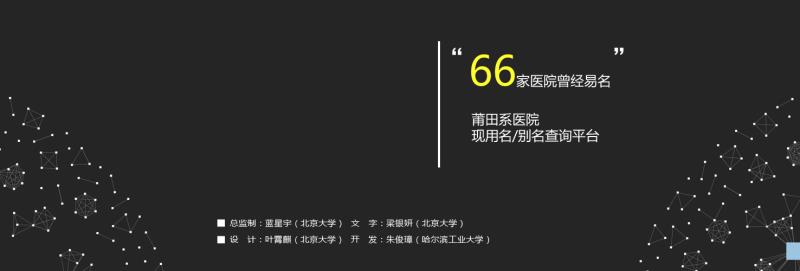 “ 66家医院曾经易名 ”
莆田系医院
现用名/别名查询平台
总监制：蓝星宇（北京大学） 文 字：梁银妍（北京大学）
设 计：叶霄麒（北京大学） 开 发：朱俊璋（哈尔滨工业大学）